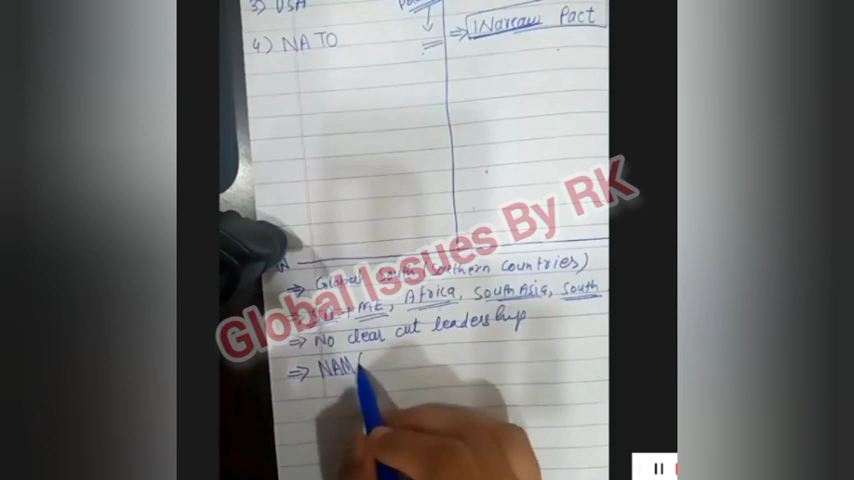 3) USA
4) NATO
⇒ Warsaw Pact
⇒ Global South (Southern Countries)
ME, Africa, South Asia, South
⇒ No clear cut leadership
⇒ NAM (
Global Issues By RK